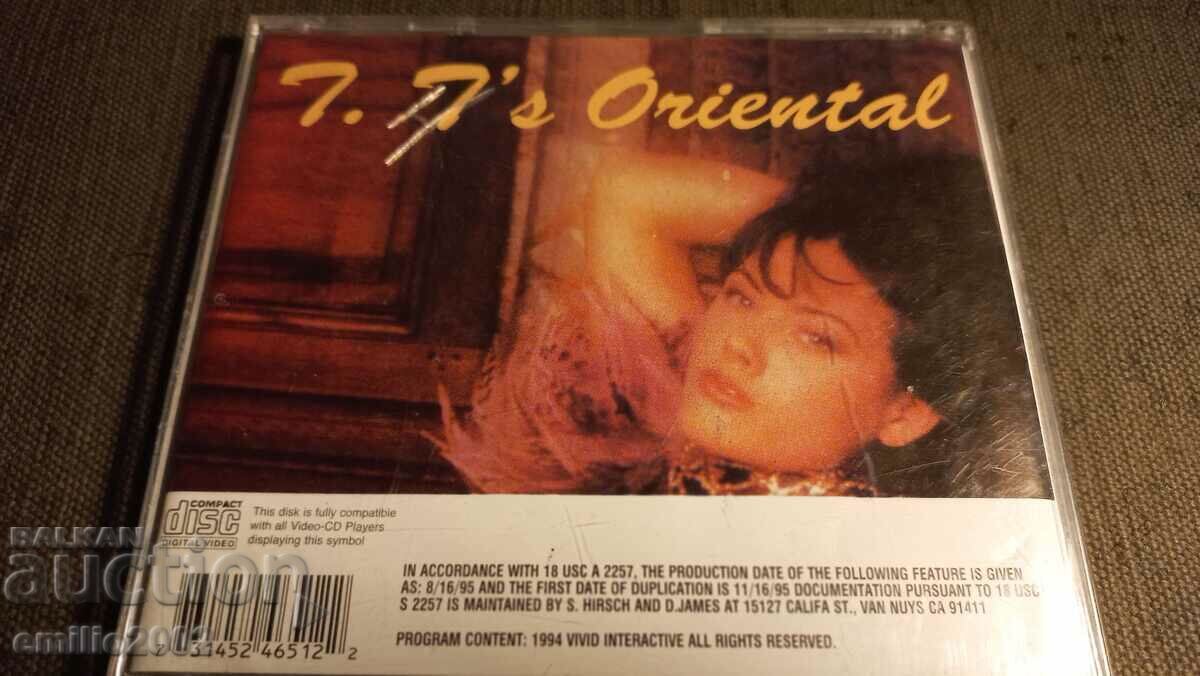 T. T's Oriental
COMPACT
disc
DIGITAL VIDEO
This disk is fully compatible
with all Video-CD Players
displaying this symbol
IN ACCORDANCE WITH 18 USC A 2257, THE PRODUCTION DATE OF THE FOLLOWING FEATURE IS GIVEN
AS: 8/16/95 AND THE FIRST DATE OF DUPLICATION IS 11/16/95 DOCUMENTATION PURSUANT TO 18 USC
S 2257 IS MAINTAINED BY S. HIRSCH AND D.JAMES AT 15127 CALIFA ST., VAN NUYS CA 91411
PROGRAM CONTENT: 1994 VIVID INTERACTIVE ALL RIGHTS RESERVED.
31452 46512 2
BALKAN
auction